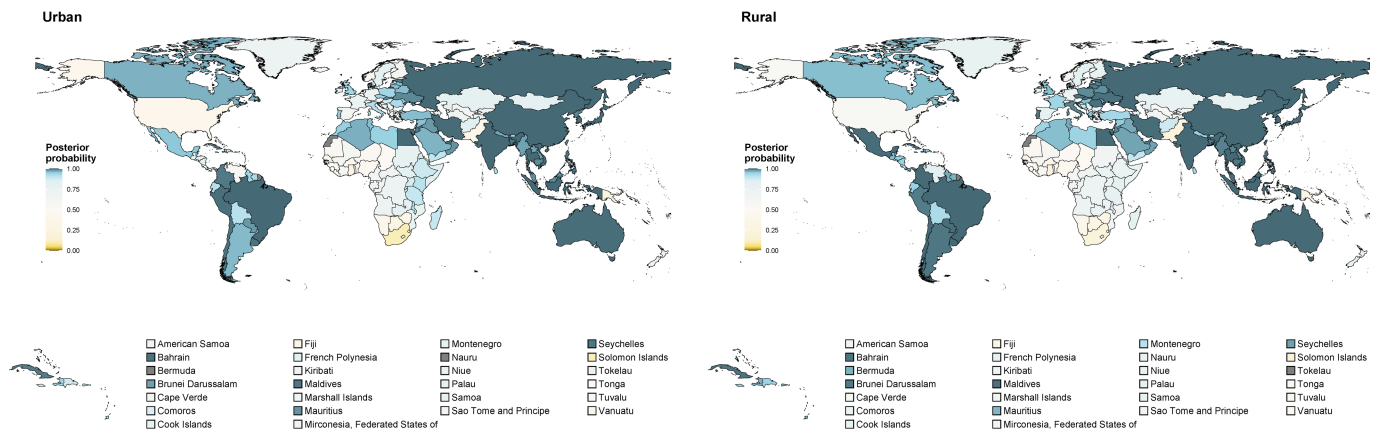 Urban
Posterior
probability
1.00
0.75
0.50
0.25
0.00
American Samoa
Bahrain
Bermuda
Brunei Darussalam
Cape Verde
Comoros
Cook Islands
Fiji
French Polynesia
Kiribati
Maldives
Marshall Islands
Mauritius
Mirconesia, Federated States of
Montenegro
Nauru
Niue
Palau
Samoa
Sao Tome and Principe
Seychelles
Solomon Islands
Tokelau
Tonga
Tuvalu
Vanuatu
Rural
Posterior
probability
1.00
0.75
0.50
0.25
0.00
American Samoa
Bahrain
Bermuda
Brunei Darussalam
Cape Verde
Comoros
Cook Islands
Fiji
French Polynesia
Kiribati
Maldives
Marshall Islands
Mauritius
Mirconesia, Federated States of
Montenegro
Nauru
Niue
Palau
Samoa
Sao Tome and Principe
Seychelles
Solomon Islands
Tokelau
Tonga
Tuvalu
Vanuatu